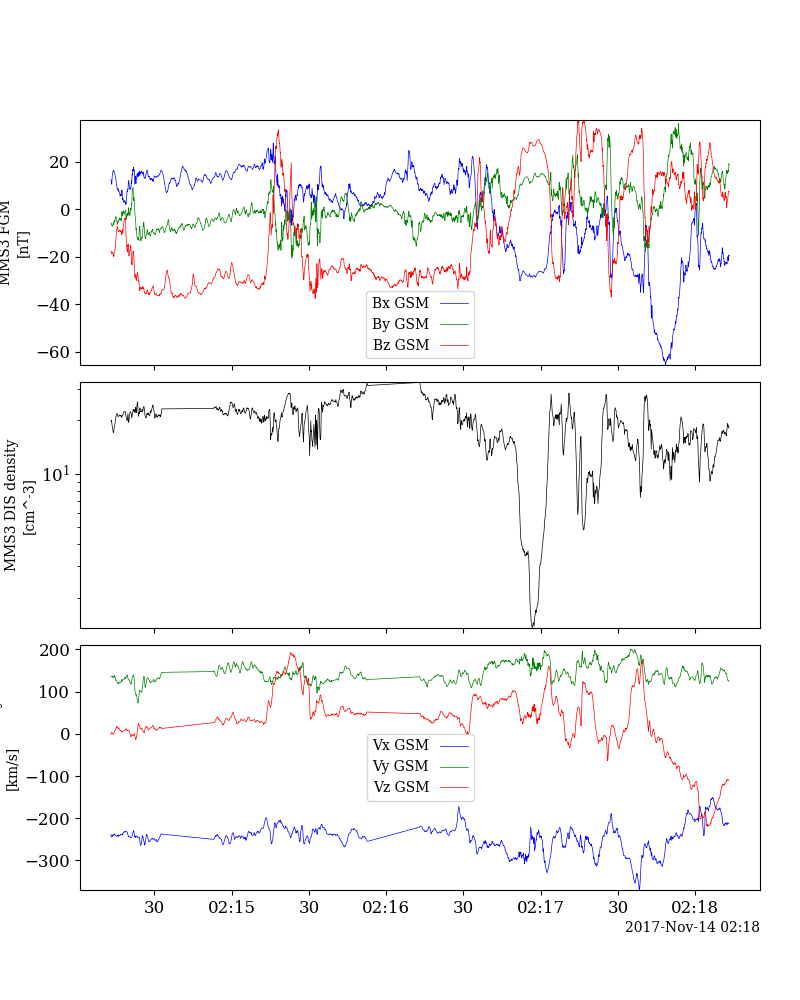 MMS3 FGM
[nT]
20
0
−20
−40
−60
Bx GSM
By GSM
Bz GSM
MMS3 DIS density
[cm^-3]
10^1
[km/s]
200
100
0
−100
−200
−300
Vx GSM
Vy GSM
Vz GSM
30 02:15 30 02:16 30 02:17 30 02:18
2017-Nov-14 02:18